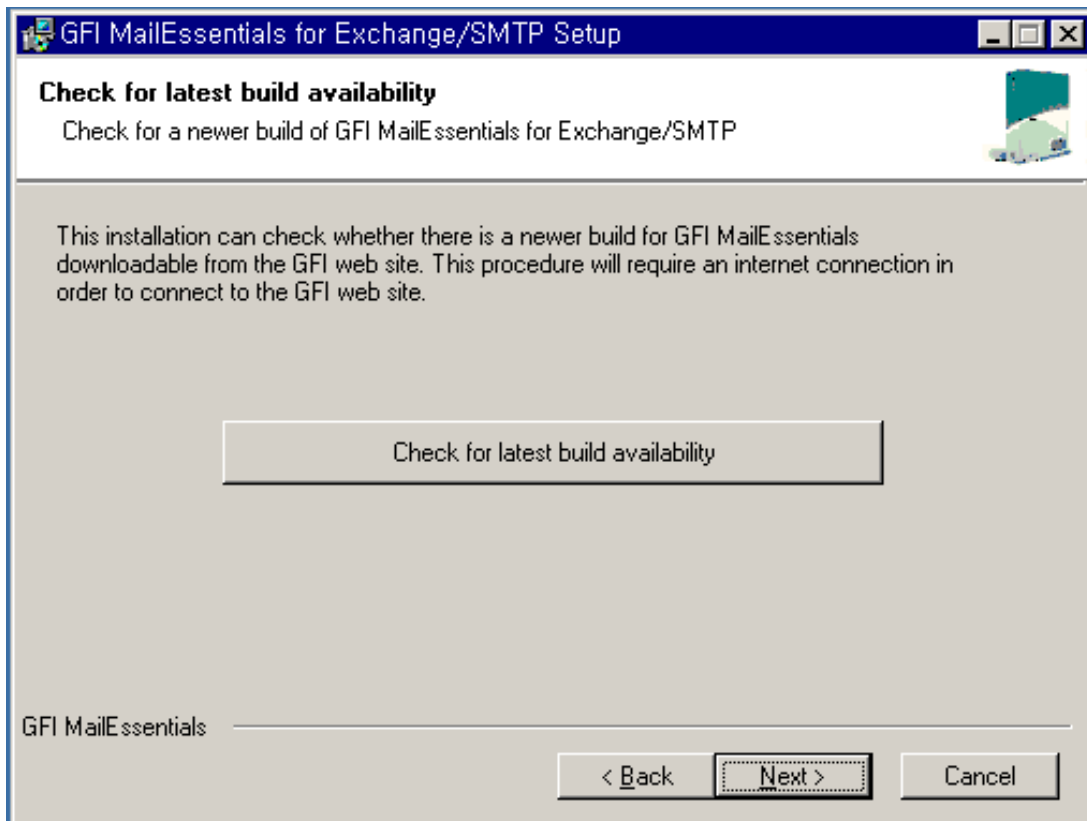 GFI MailEssentials for Exchange/SMTP Setup
Check for latest build availability
Check for a newer build of GFI MailEssentials for Exchange/SMTP
This installation can check whether there is a newer build for GFI MailEssentials
downloadable from the GFI web site. This procedure will require an internet connection in
order to connect to the GFI web site.
Check for latest build availability
GFI MailEssentials
< Back Next > Cancel